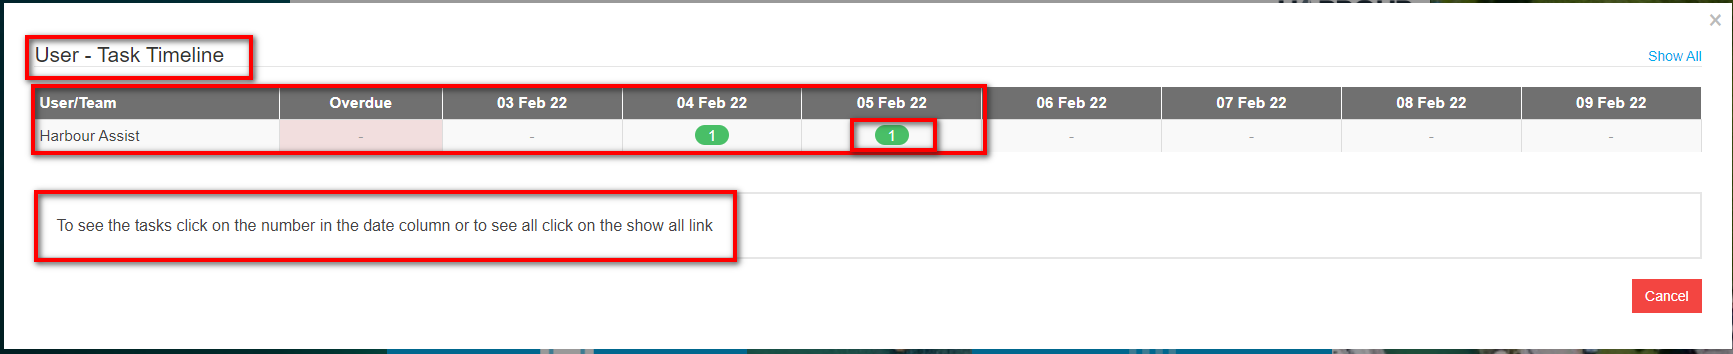 ×
User - Task Timeline
Show All
User/Team Overdue 03 Feb 22 04 Feb 22 05 Feb 22 06 Feb 22 07 Feb 22 08 Feb 22 09 Feb 22
Harbour Assist - - 1 1 - - - -
To see the tasks click on the number in the date column or to see all click on the show all link
Cancel